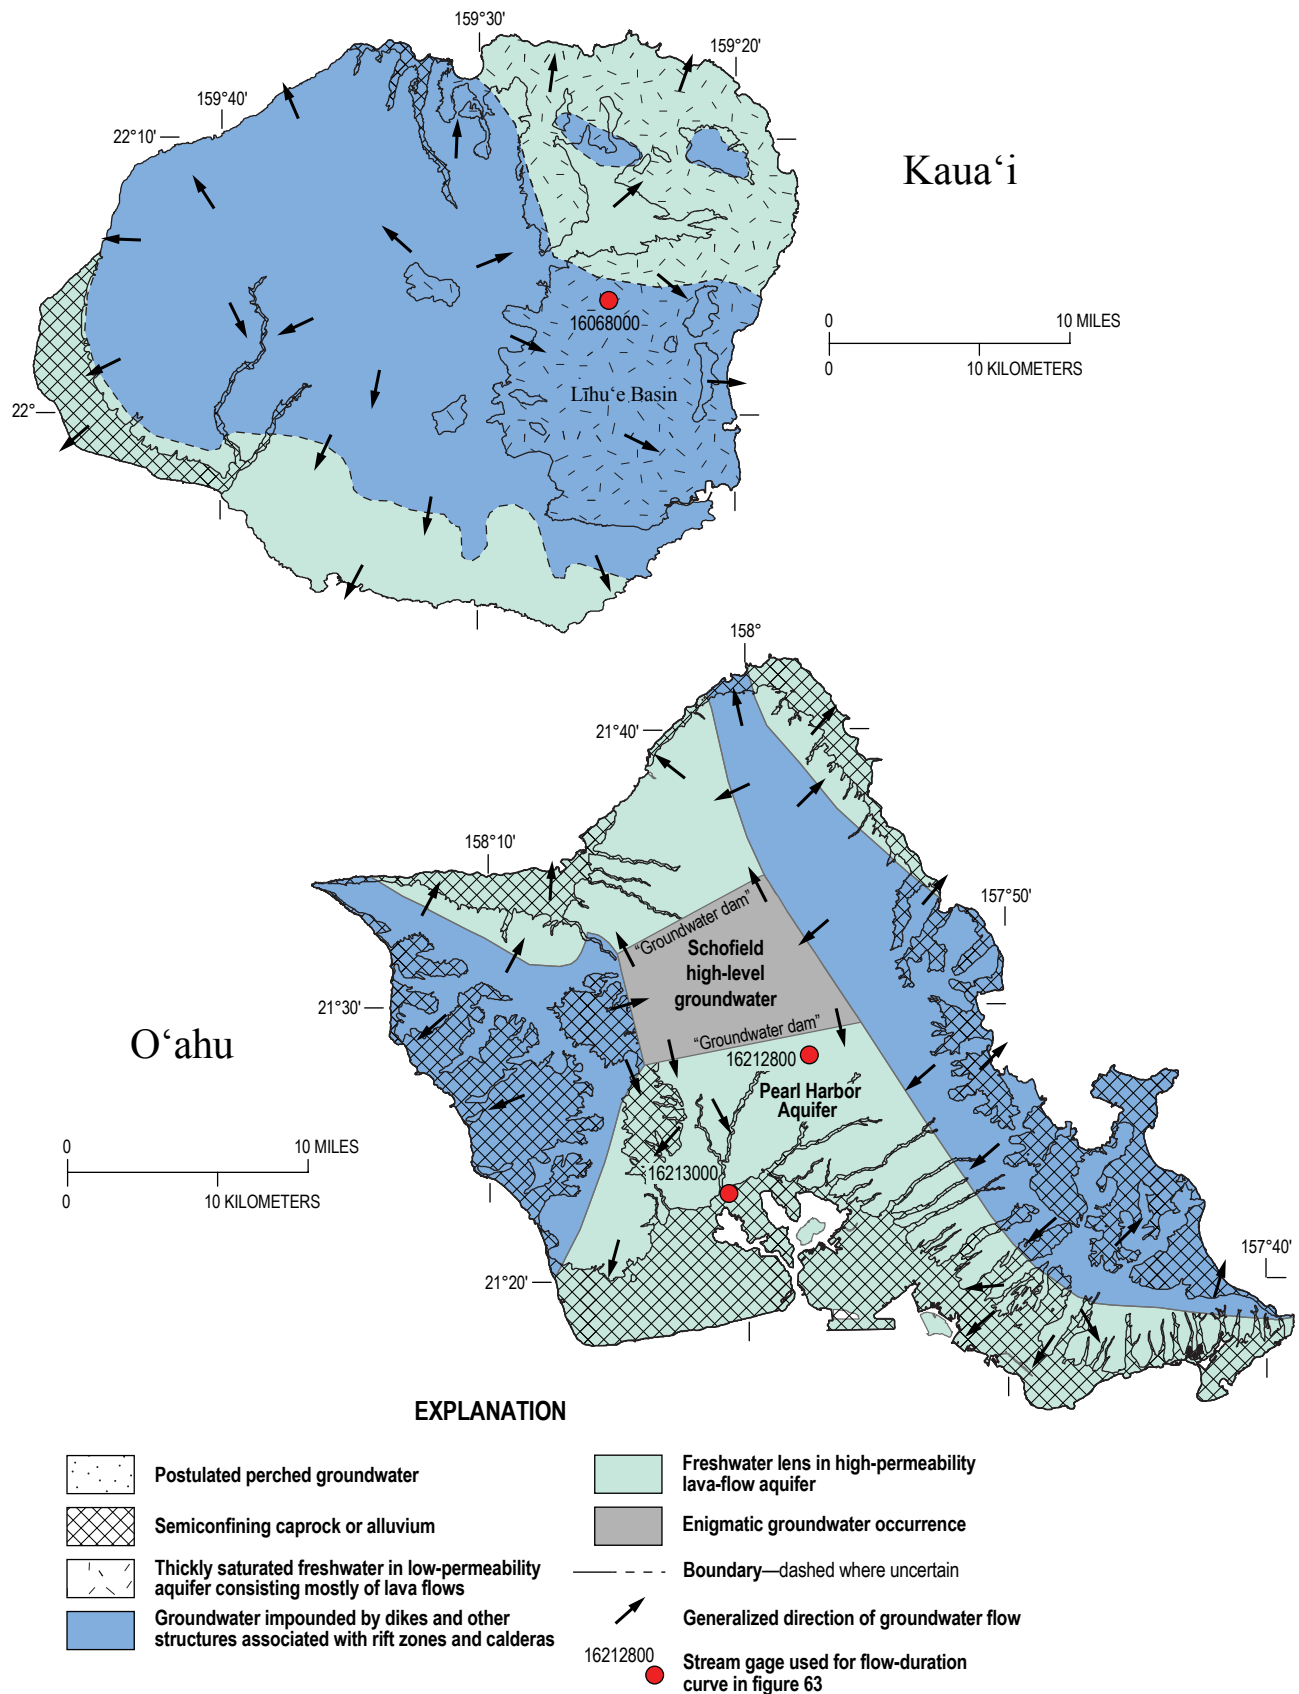 159°30'
159°20'
159°40'
22°10'
Kauaʻi
16068000
0
10 MILES
0
10 KILOMETERS
Līhuʻe Basin
22°
158°
21°40'
158°10'
157°50'
“Groundwater dam”
Schofield
high-level
groundwater
21°30'
“Groundwater dam”
Oʻahu
16212800
Pearl Harbor
Aquifer
0
10 MILES
0
10 KILOMETERS
16213000
157°40'
21°20'
EXPLANATION
Postulated perched groundwater
Semiconfining caprock or alluvium
Thickly saturated freshwater in low-permeability
aquifer consisting mostly of lava flows
Groundwater impounded by dikes and other
structures associated with rift zones and calderas
Freshwater lens in high-permeability
lava-flow aquifer
Enigmatic groundwater occurrence
Boundary—dashed where uncertain
Generalized direction of groundwater flow
16212800
Stream gage used for flow-duration
curve in figure 63